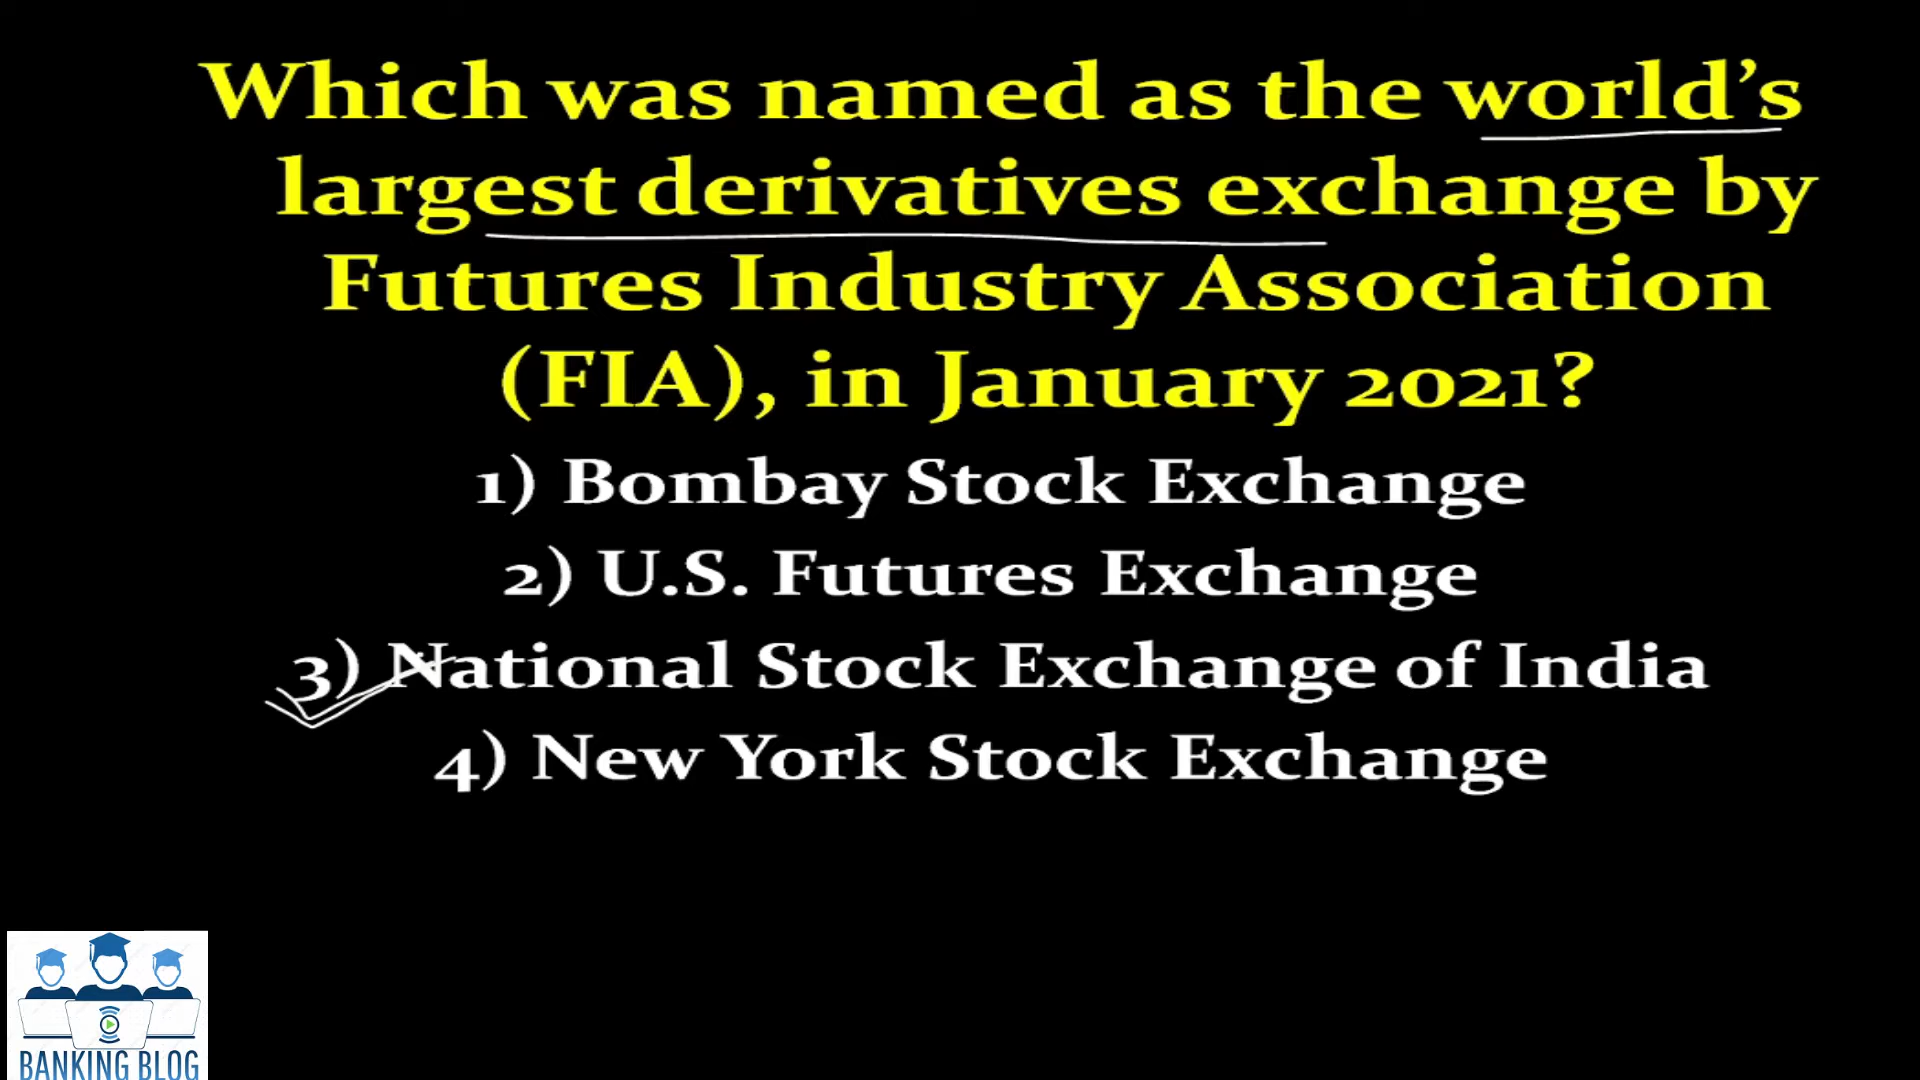 Which was named as the world’s
largest derivatives exchange by
Futures Industry Association
(FIA), in January 2021?
1) Bombay Stock Exchange
2) U.S. Futures Exchange
3) National Stock Exchange of India
4) New York Stock Exchange
BANKING BLOG